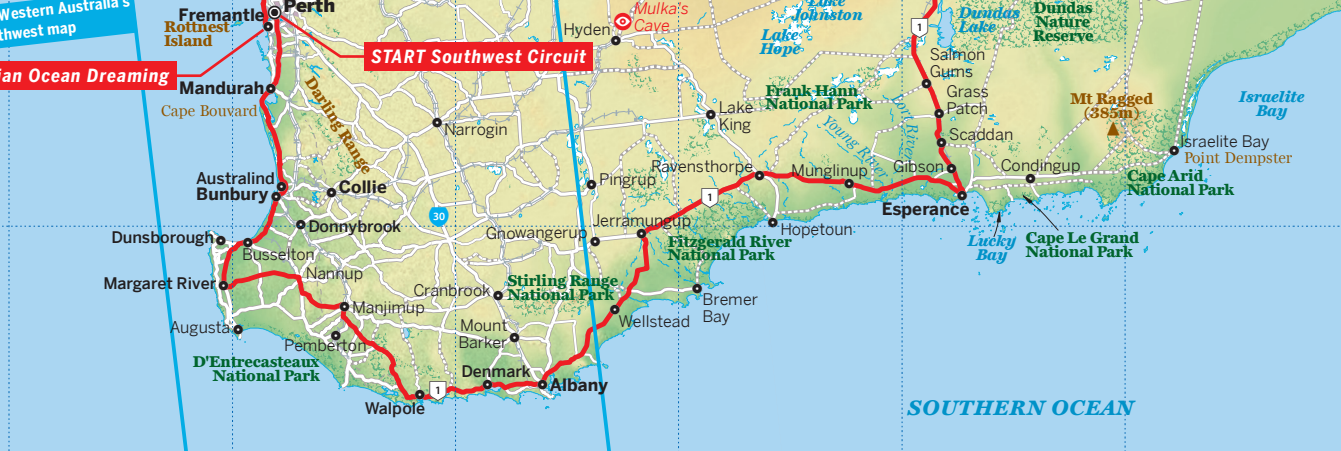 Western Australia's
thwest map
Fremantle
Perth
Rottnest
Island
START Southwest Circuit
ian Ocean Dreaming
Mandurah
Cape Bouvard
Darling Range
Narrogin
Hyden
Mulka's
Cave
Lake
Johnston
Lake
Hope
1
Dundas
Lake
Dundas
Nature
Reserve
Salmon
Gums
Grass
Patch
Frank Hann
National Park
Lake
King
Scaddan
Mt Ragged
(385m)
Israelite
Bay
Israelite Bay
Point Dempster
Young River
Ravensthorpe
Munglinup
Gibson
Condingup
Cape Arid
National Park
Australind
Bunbury
Collie
Pingrup
1
Esperance
Donnybrook
30
Jerramungup
Gnowangerup
Hopetoun
Dunsborough
Busselton
Fitzgerald River
National Park
Lucky
Bay
Cape Le Grand
National Park
Nannup
Margaret River
Cranbrook
Stirling Range
National Park
Bremer
Bay
Manjimup
Wellstead
Augusta
Pemberton
Mount
Barker
D'Entrecasteaux
National Park
Denmark
1
Albany
Walpole
SOUTHERN OCEAN